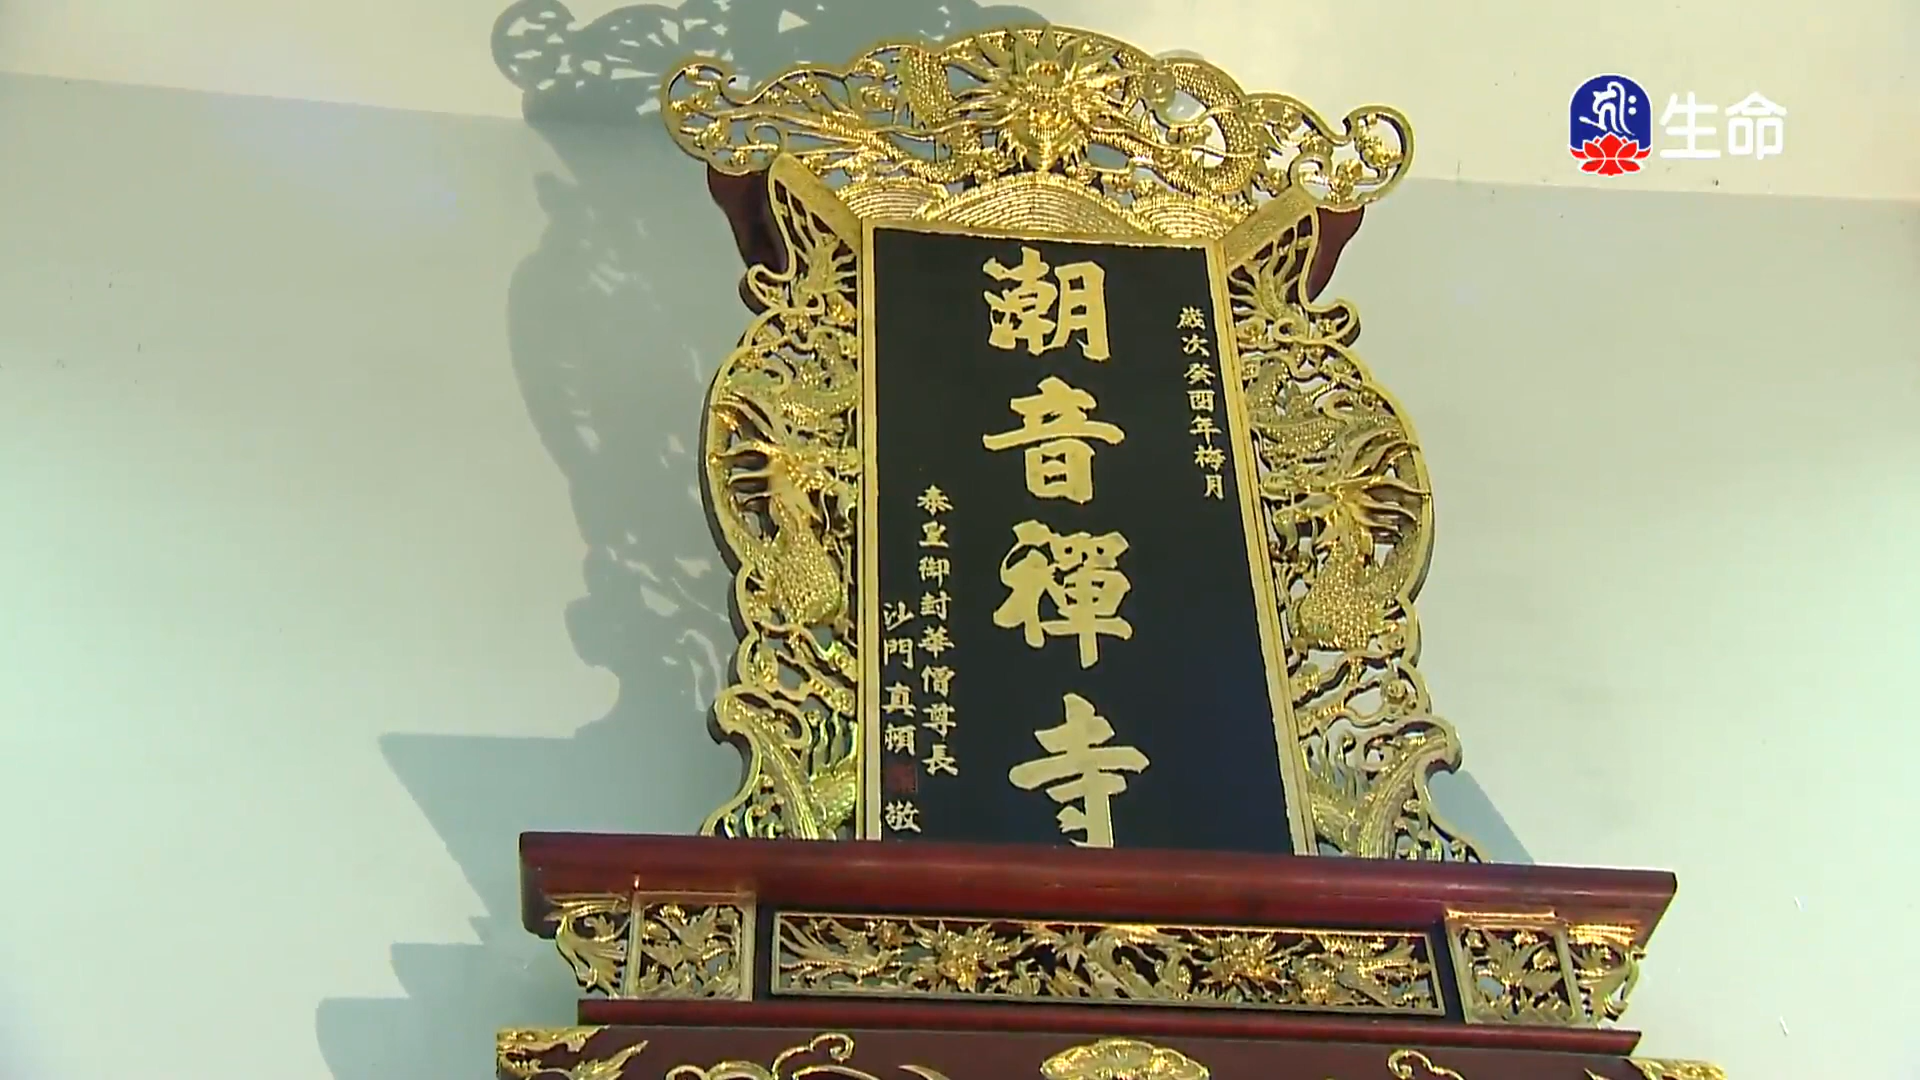 生命
歲次癸酉年梅月
潮音禪寺
泰皇御封華僧尊長
沙門真頓
敬